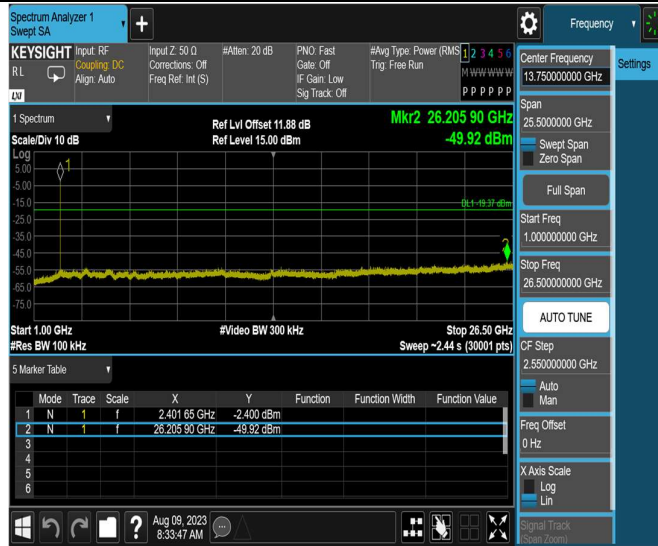 Spectrum Analyzer 1
Swept SA
Frequency
KEYSIGHT
RL
LXI
Input: RF
Coupling: DC
Align: Auto
Input Z: 50 Ω
Corrections: Off
Freq Ref: Int (S)
#Atten: 20 dB
PNO: Fast
Gate: Off
IF Gain: Low
Sig Track: Off
#Avg Type: Power (RMS
Trig: Free Run
1 2 3 4 5 6
M W W W W W
P P P P P P
Center Frequency
13.750000000 GHz
Settings
Span
25.5000000 GHz
Swept Span
Zero Span
Full Span
Start Freq
1.000000000 GHz
Stop Freq
26.500000000 GHz
AUTO TUNE
CF Step
2.550000000 GHz
Auto
Man
Freq Offset
0 Hz
X Axis Scale
Log
Lin
Signal Track
(Span Zoom)
1 Spectrum
Scale/Div 10 dB
Ref Lvl Offset 11.88 dB
Ref Level 15.00 dBm
Mkr2 26.205 90 GHz
-49.92 dBm
Log
5.00
-5.00
-15.0
-25.0
-35.0
-45.0
-55.0
-65.0
-75.0
1
DL1 -19.37 dBm
2
Start 1.00 GHz
#Res BW 100 kHz
#Video BW 300 kHz
Stop 26.50 GHz
Sweep ~2.44 s (30001 pts)
5 Marker Table
Mode Trace Scale X Y Function Function Width Function Value
1 N 1 f 2.401 65 GHz -2.400 dBm
2 N 1 f 26.205 90 GHz -49.92 dBm
3
4
5
6
?
Aug 09, 2023
8:33:47 AM